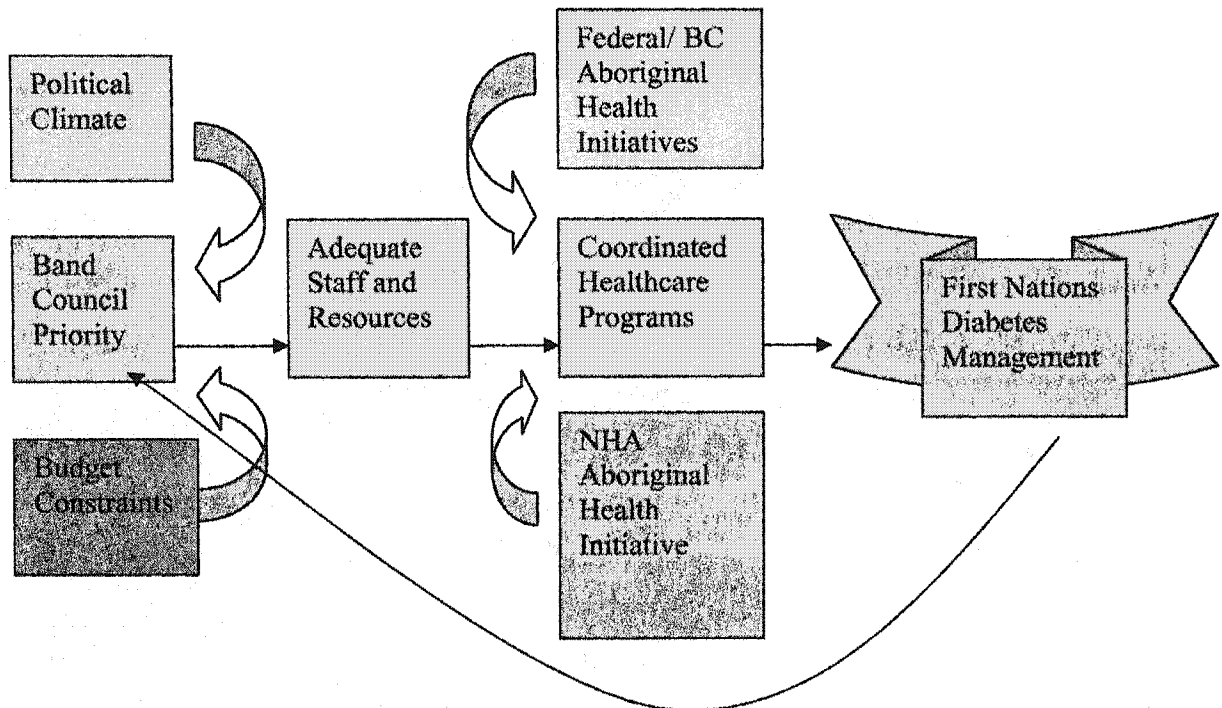 Political
Climate
Federal/ BC
Aboriginal
Health
Initiatives
Band
Council
Priority
Adequate
Staff and
Resources
Coordinated
Healthcare
Programs
First Nations
Diabetes
Management
Budget
Constraints
NHA
Aboriginal
Health
Initiative